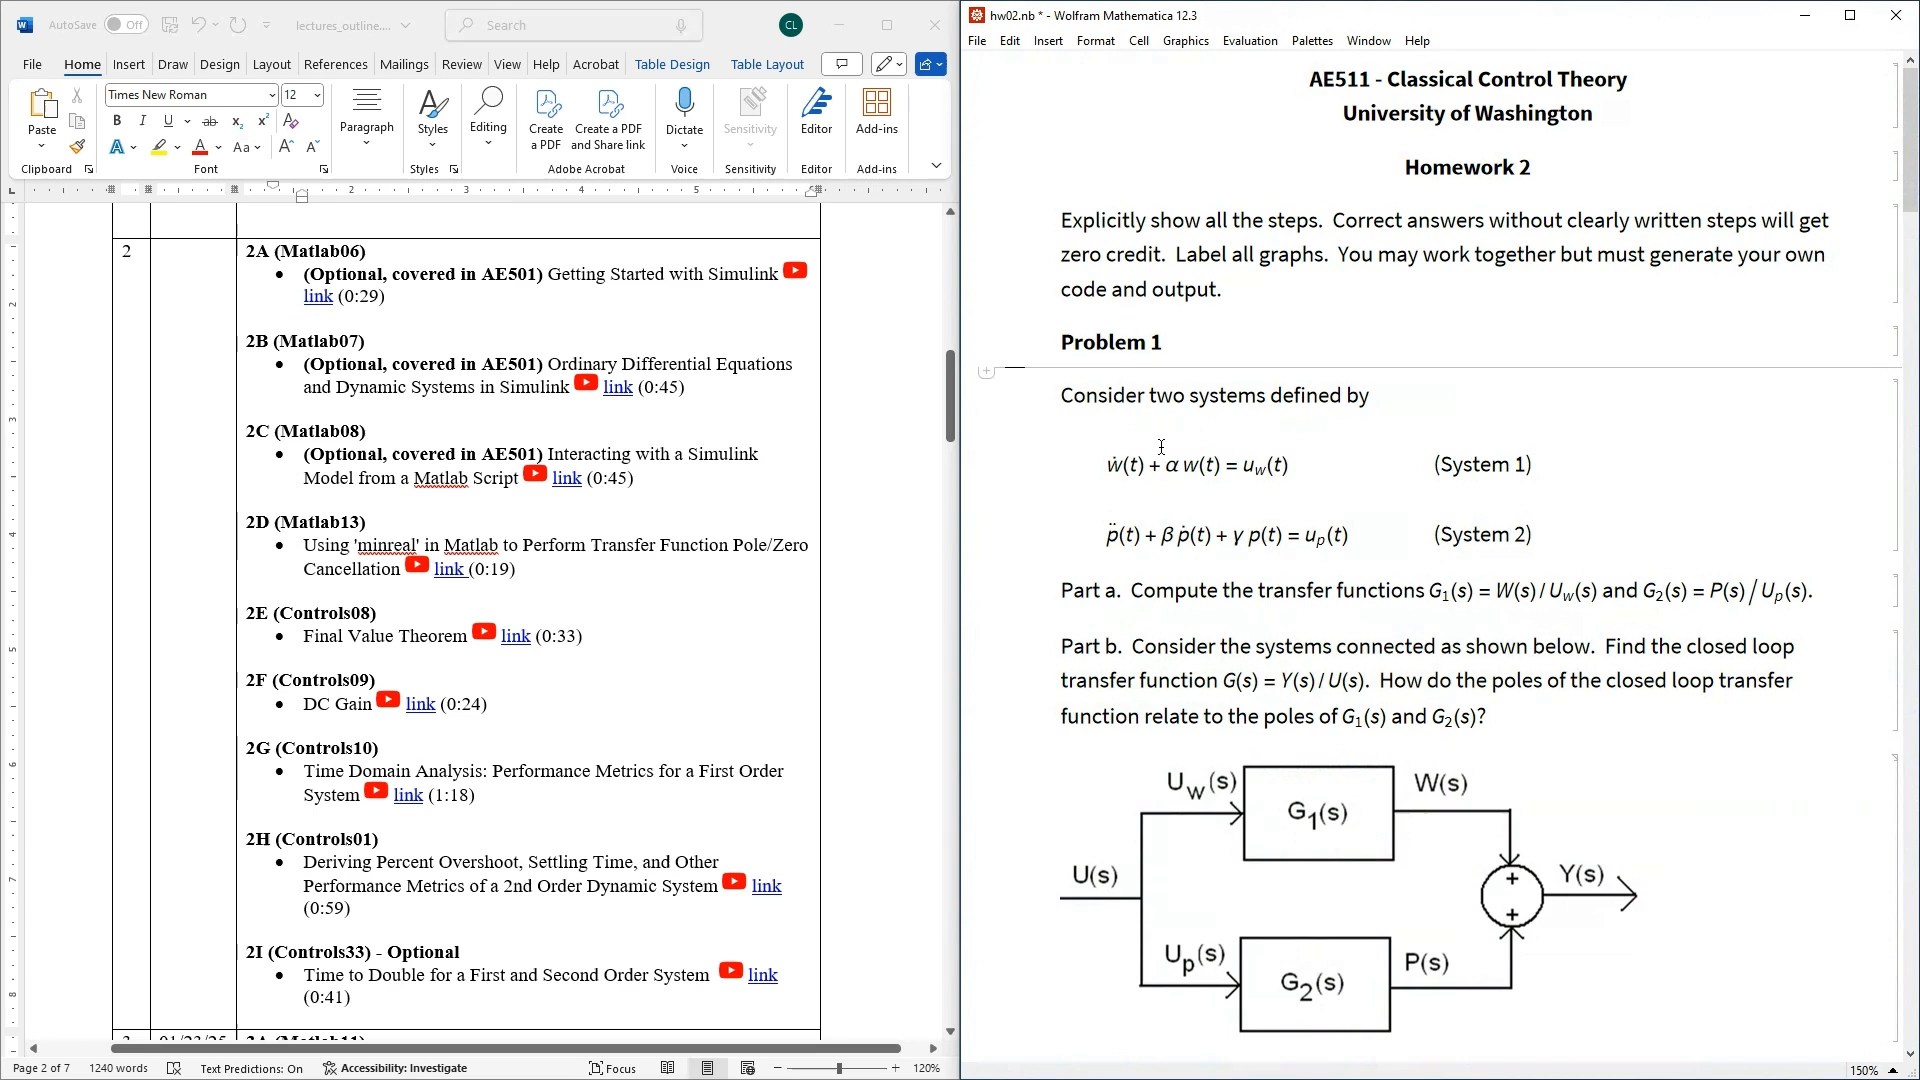 AutoSave Off lectures_outline.... Search CL
File Home Insert Draw Design Layout References Mailings Review View Help Acrobat Table Design Table Layout
Times New Roman 12
Paste
B I U ab x₂ x² A
A A Aa A A
Paragraph
Styles
Editing
Create a PDF
Create a PDF and Share link
Dictate
Sensitivity
Editor
Add-ins
Clipboard Font Styles Adobe Acrobat Voice Sensitivity Editor Add-ins
2
2A (Matlab06)
• (Optional, covered in AE501) Getting Started with Simulink
link (0:29)
2B (Matlab07)
• (Optional, covered in AE501) Ordinary Differential Equations
and Dynamic Systems in Simulink link (0:45)
2C (Matlab08)
• (Optional, covered in AE501) Interacting with a Simulink
Model from a Matlab Script link (0:45)
2D (Matlab13)
• Using 'minreal' in Matlab to Perform Transfer Function Pole/Zero
Cancellation link (0:19)
2E (Controls08)
• Final Value Theorem link (0:33)
2F (Controls09)
• DC Gain link (0:24)
2G (Controls10)
• Time Domain Analysis: Performance Metrics for a First Order
System link (1:18)
2H (Controls01)
• Deriving Percent Overshoot, Settling Time, and Other
Performance Metrics of a 2nd Order Dynamic System link
(0:59)
2I (Controls33) - Optional
• Time to Double for a First and Second Order System link
(0:41)
Page 2 of 7 1240 words Text Predictions: On Accessibility: Investigate Focus 120%
hw02.nb * - Wolfram Mathematica 12.3
File Edit Insert Format Cell Graphics Evaluation Palettes Window Help
AE511 - Classical Control Theory
University of Washington
Homework 2
Explicitly show all the steps. Correct answers without clearly written steps will get
zero credit. Label all graphs. You may work together but must generate your own
code and output.
Problem 1
Consider two systems defined by
ẇ(t) + α w(t) = u_w(t) (System 1)
p̈(t) + β ṗ(t) + γ p(t) = u_p(t) (System 2)
Part a. Compute the transfer functions G₁(s) = W(s) / U_w(s) and G₂(s) = P(s) / U_p(s).
Part b. Consider the systems connected as shown below. Find the closed loop
transfer function G(s) = Y(s) / U(s). How do the poles of the closed loop transfer
function relate to the poles of G₁(s) and G₂(s)?
U_w(s) G₁(s) W(s)
U(s) + + Y(s)
U_p(s) G₂(s) P(s)
150%